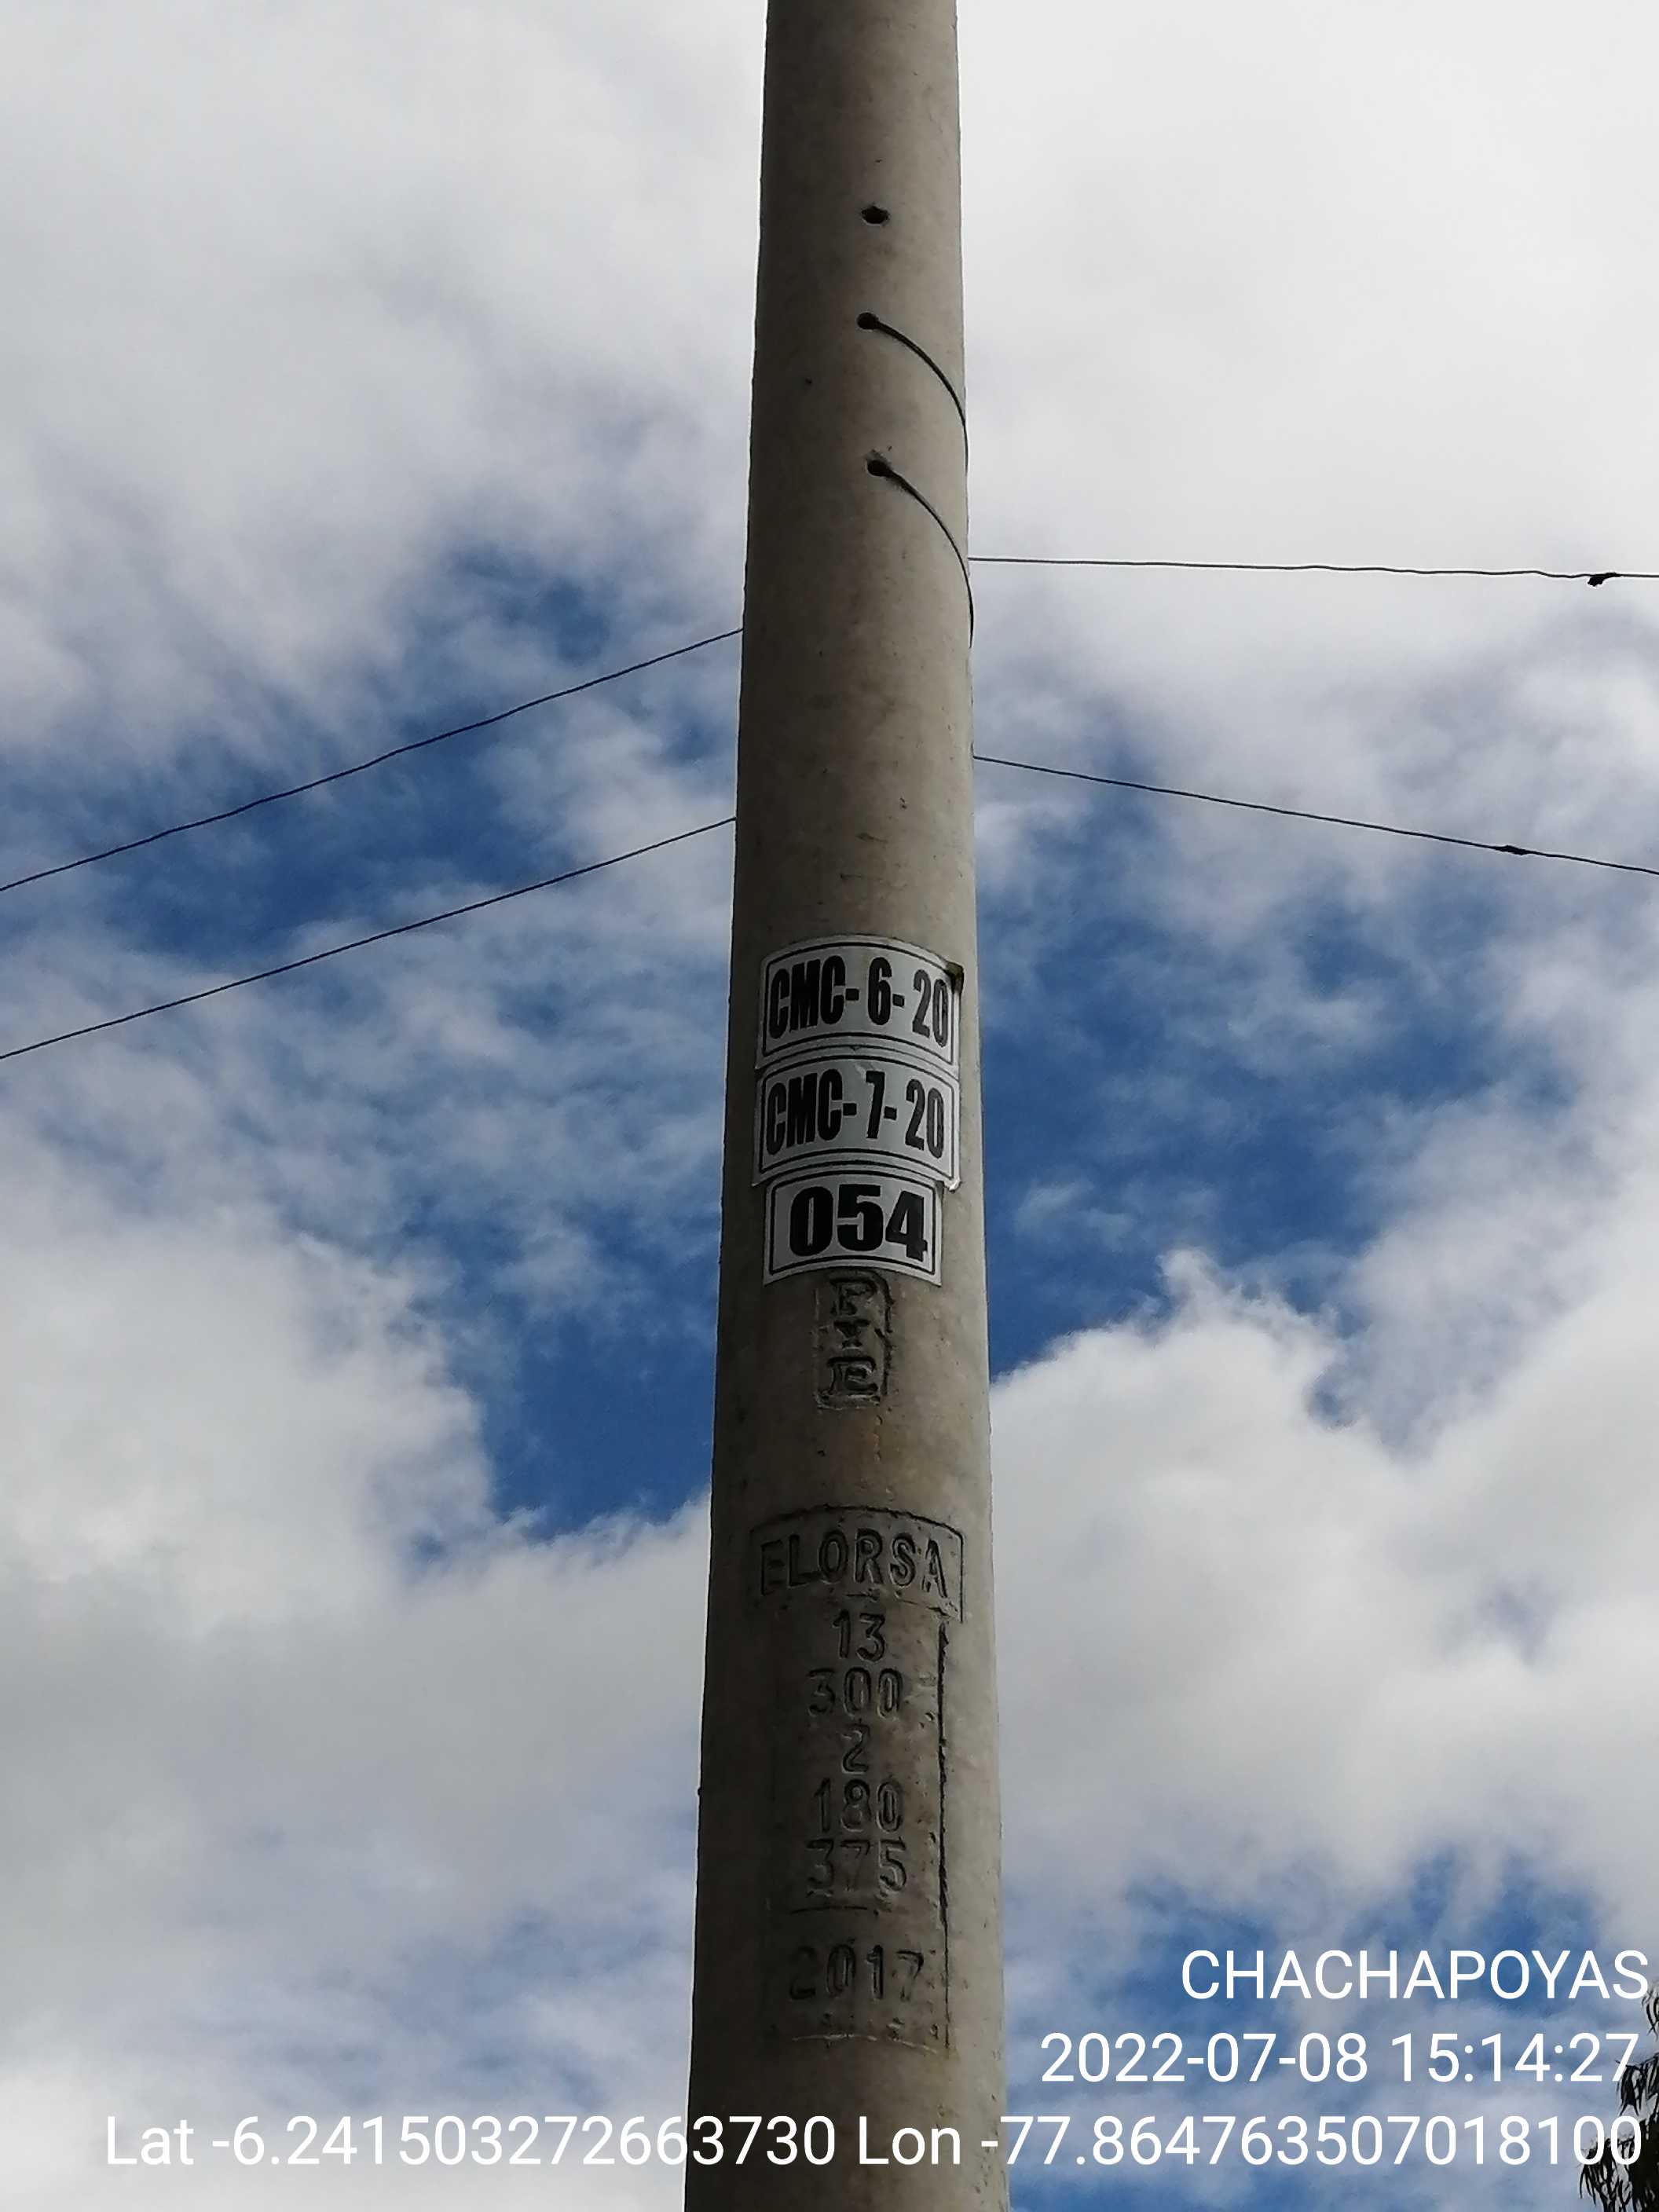 CMC-6-20
CMC-7-20
054
P
Y
E
ELORSA
13
300
2
180
375
2017
CHACHAPOYAS
2022-07-08 15:14:27
Lat -6.241503272663730 Lon -77.864763507018100